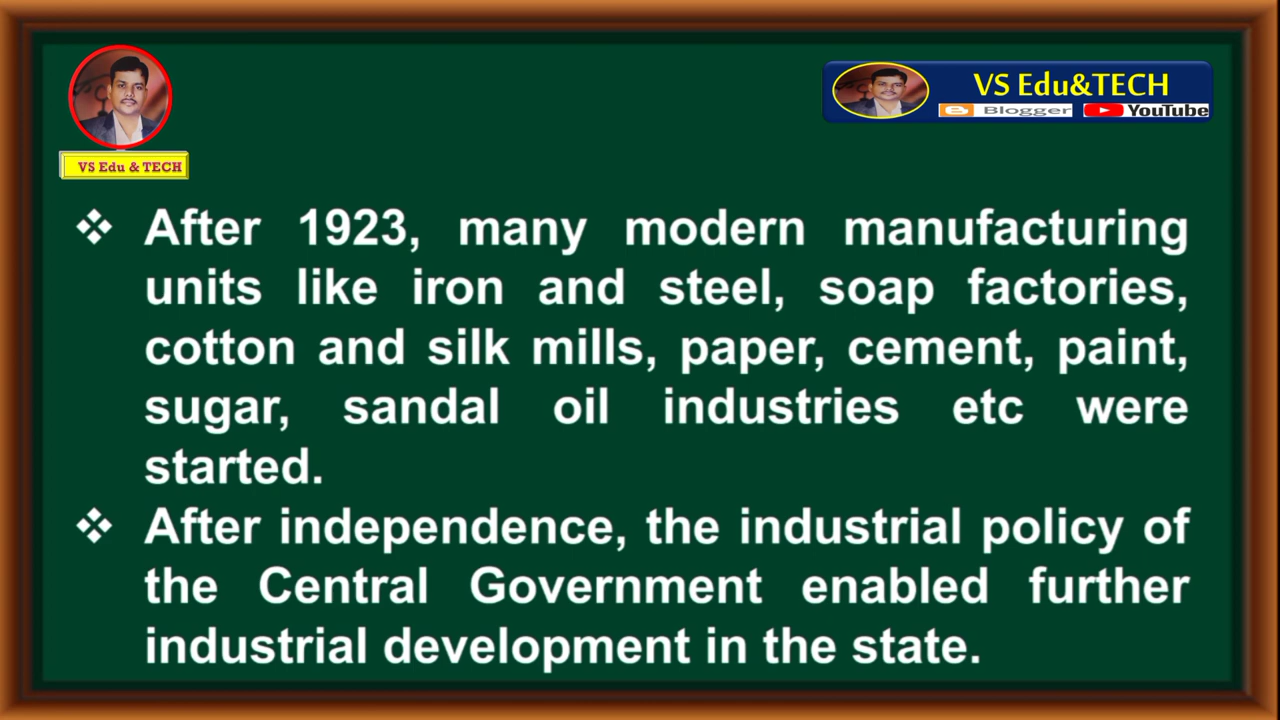 VS Edu & TECH
VS Edu&TECH
Blogger
YouTube
❖ After 1923, many modern manufacturing
units like iron and steel, soap factories,
cotton and silk mills, paper, cement, paint,
sugar, sandal oil industries etc were
started.
❖ After independence, the industrial policy of
the Central Government enabled further
industrial development in the state.